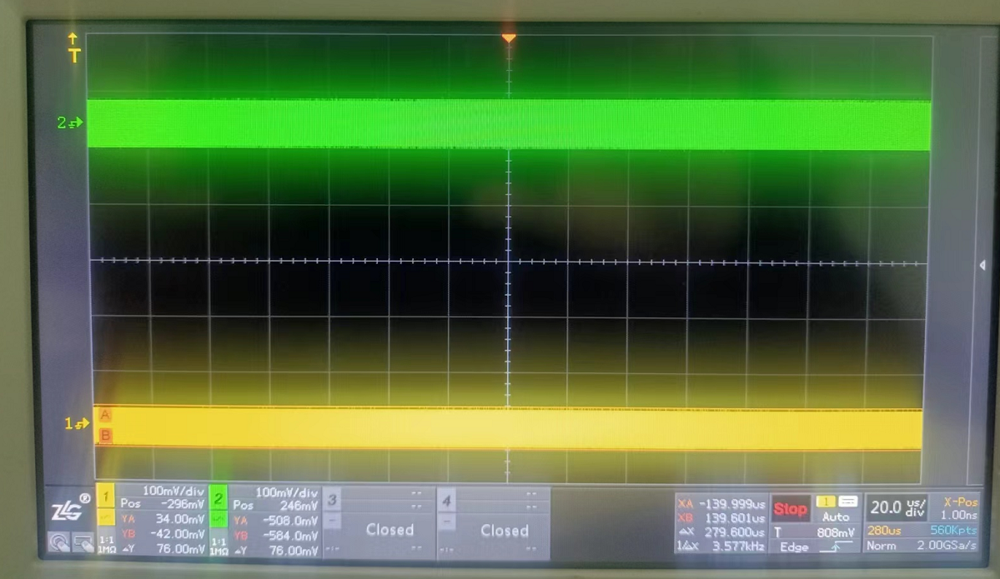 T
2
A
1
B
ZLG®
1 100mV/div
Pos -296mV
YA 34.00mV
YB -42.00mV
1:1
1MΩ ΔY 76.00mV
2 100mV/div
Pos 246mV
YA -508.0mV
YB -584.0mV
1:1
1MΩ ΔY 76.00mV
3 --
--
Closed
--
4 --
--
Closed
--
XA -139.999us
XB 139.601us
ΔX 279.600us
1/ΔX 3.577kHz
Stop 1
Auto
T 808mV
Edge
20.0 us/div
X-Pos
1.00ns
280us 560Kpts
Norm 2.00GSa/s